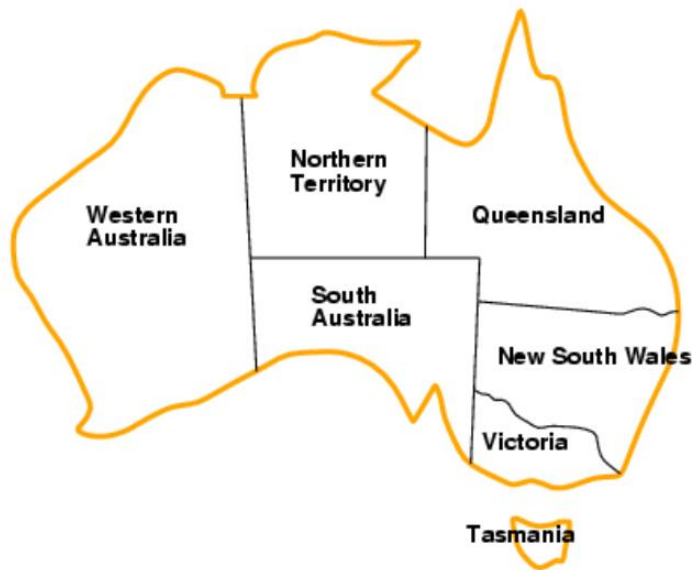 Northern
Territory
Western
Australia
Queensland
South
Australia
New South Wales
Victoria
Tasmania